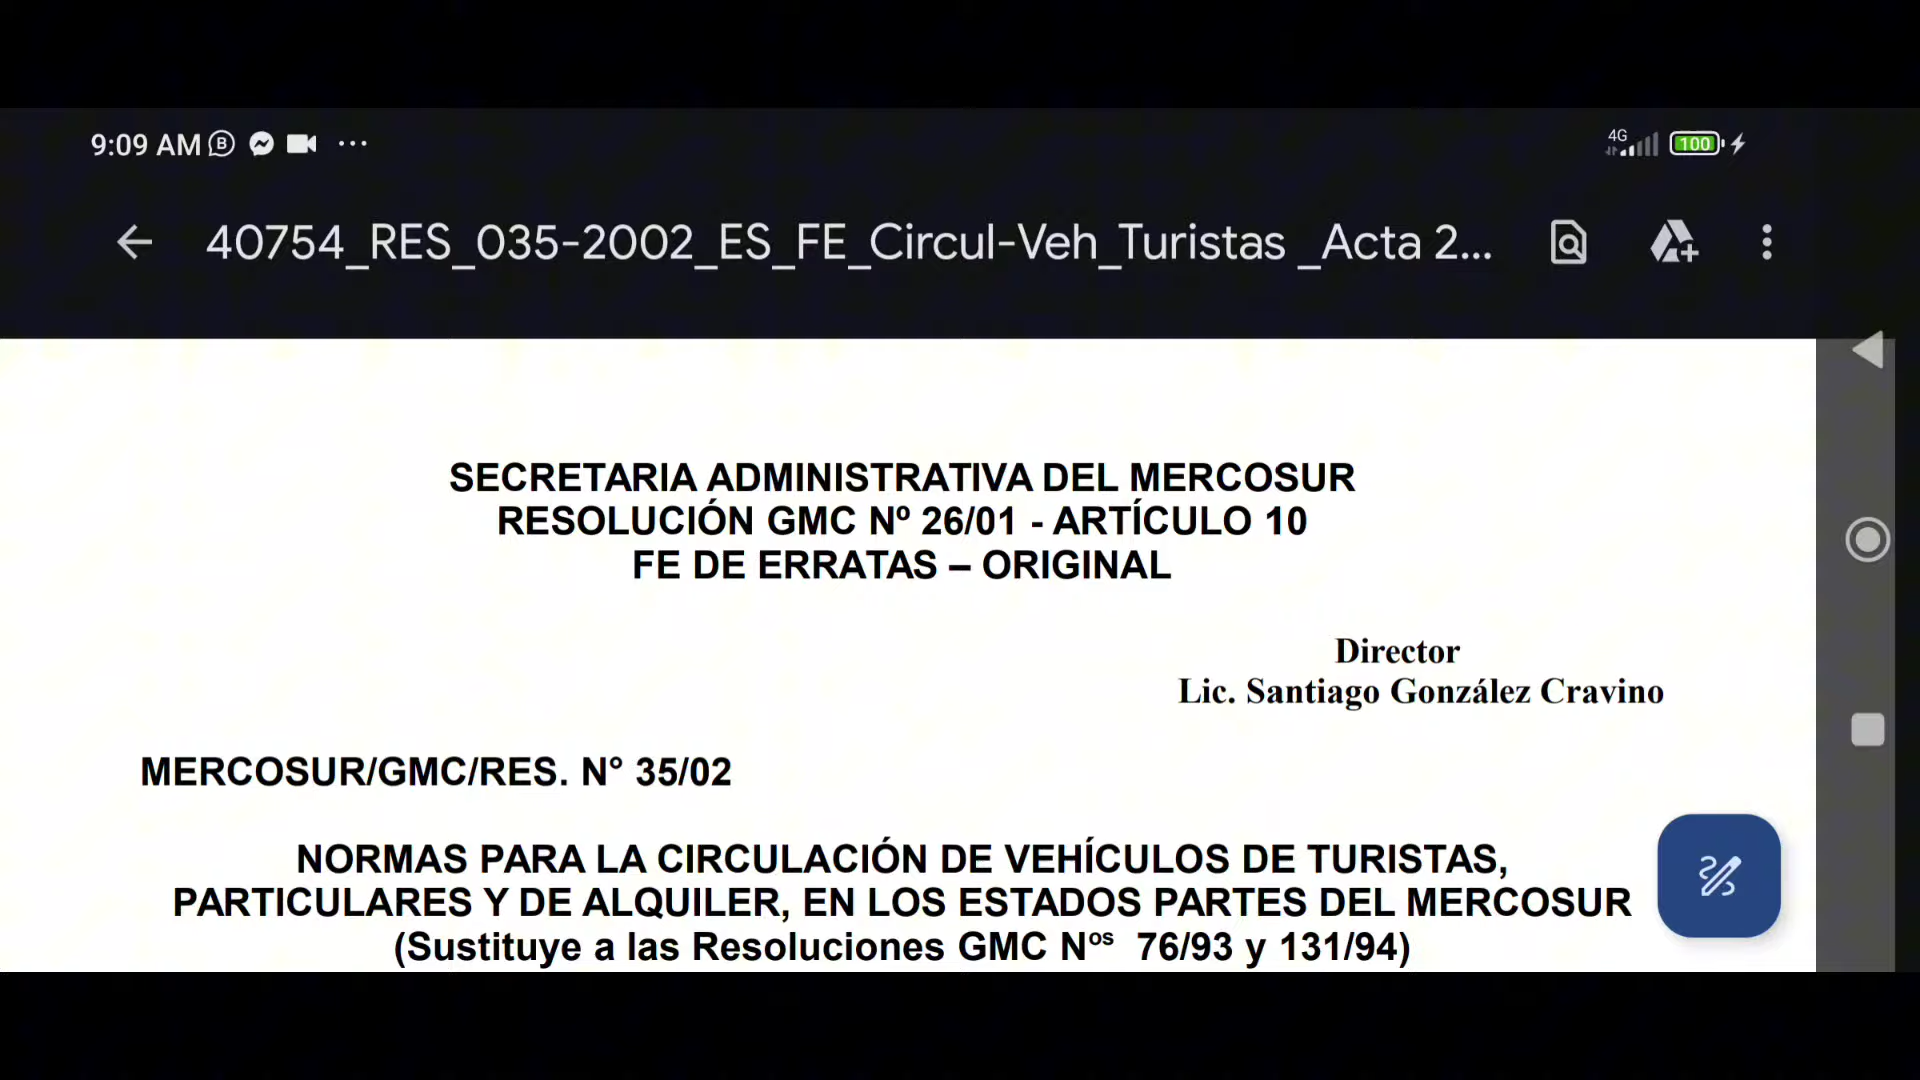 9:09 AM
4G
100
40754_RES_035-2002_ES_FE_Circul-Veh_Turistas _Acta 2...
SECRETARIA ADMINISTRATIVA DEL MERCOSUR
RESOLUCIÓN GMC Nº 26/01 - ARTÍCULO 10
FE DE ERRATAS – ORIGINAL
Director
Lic. Santiago González Cravino
MERCOSUR/GMC/RES. N° 35/02
NORMAS PARA LA CIRCULACIÓN DE VEHÍCULOS DE TURISTAS,
PARTICULARES Y DE ALQUILER, EN LOS ESTADOS PARTES DEL MERCOSUR
(Sustituye a las Resoluciones GMC Nos 76/93 y 131/94)